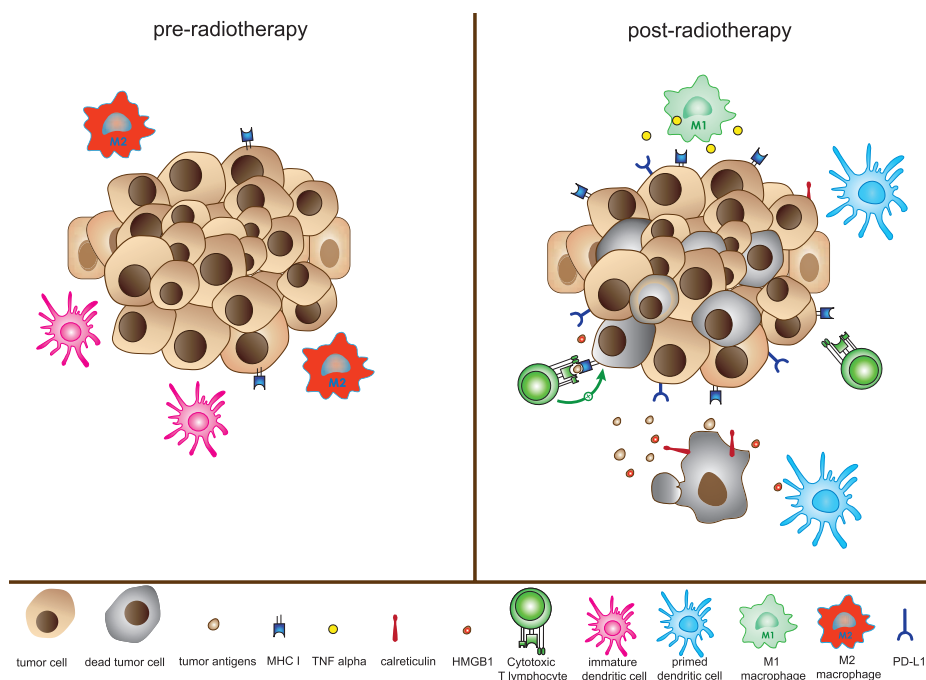 pre-radiotherapy
post-radiotherapy
M2
M1
M2
tumor cell
dead tumor cell
tumor antigens
MHC I
TNF alpha
calreticulin
HMGB1
Cytotoxic
T lymphocyte
immature
dendritic cell
primed
dendritic cell
M1
M1
macrophage
M2
M2
macrophage
PD-L1